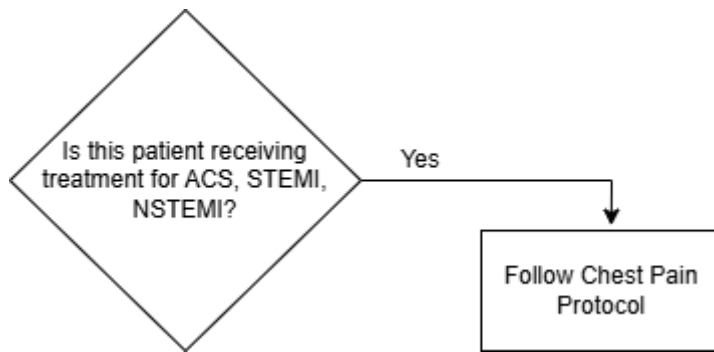 Is this patient receiving
treatment for ACS, STEMI,
NSTEMI?
Yes
Follow Chest Pain
Protocol